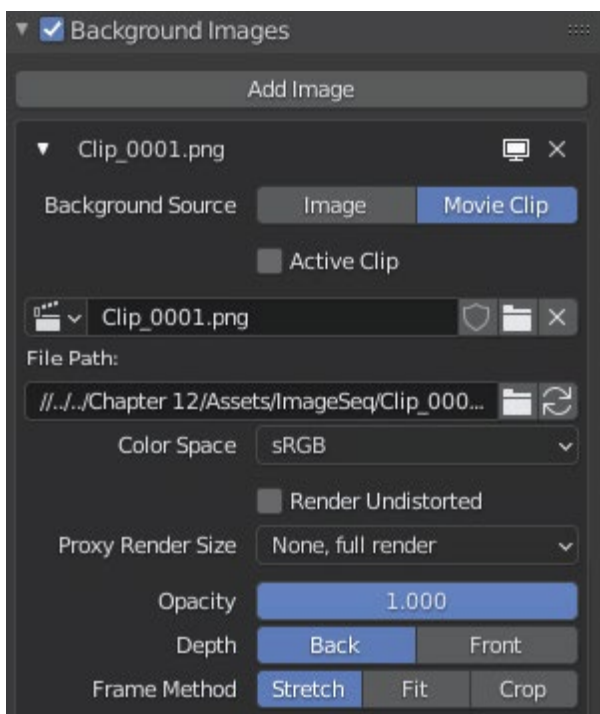 Background Images
Add Image
Clip_0001.png
Background Source Image Movie Clip
Active Clip
Clip_0001.png
File Path:
//../../Chapter 12/Assets/ImageSeq/Clip_000...
Color Space sRGB
Render Undistorted
Proxy Render Size None, full render
Opacity 1.000
Depth Back Front
Frame Method Stretch Fit Crop